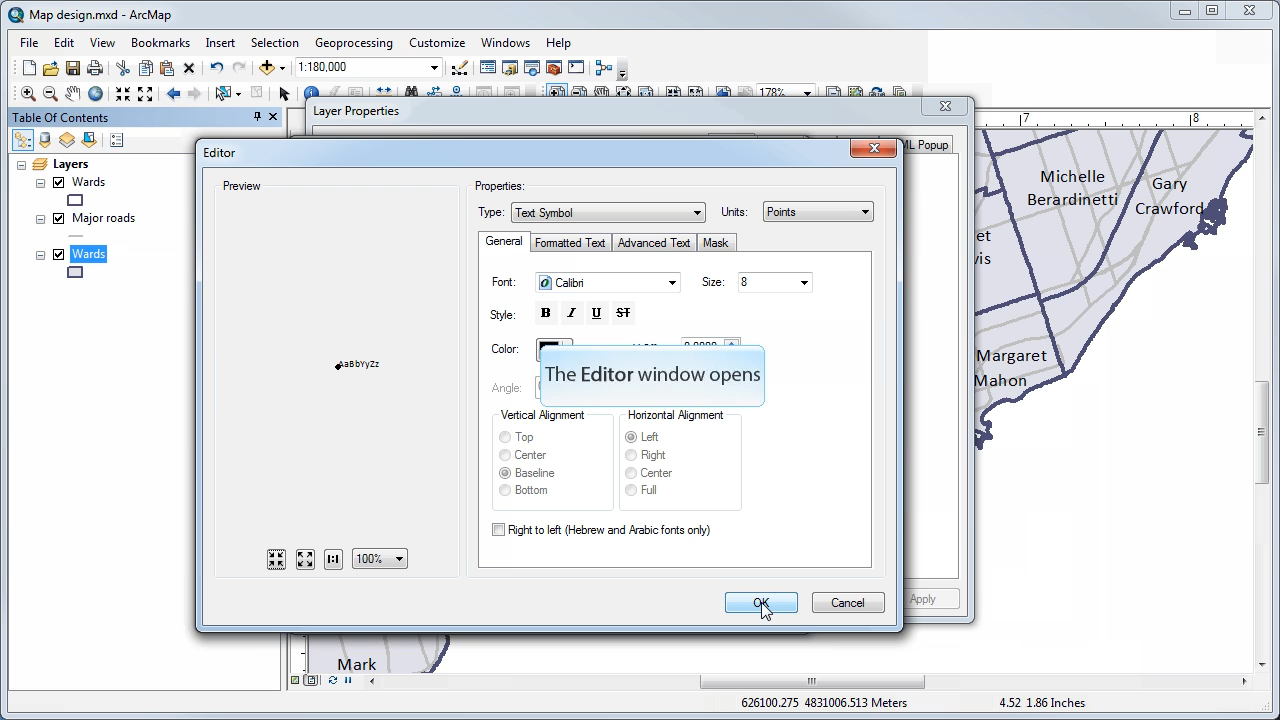 Map design.mxd - ArcMap
File Edit View Bookmarks Insert Selection Geoprocessing Customize Windows Help
1:180,000
178%
Table Of Contents
Layers
Wards
Major roads
Wards
Layer Properties
ML Popup
Editor
Preview
AaBbYyZz
100%
Properties:
Type: Text Symbol Units: Points
General Formatted Text Advanced Text Mask
Font: Calibri Size: 8
Style: B I U ST
Color:
The Editor window opens
Angle:
Vertical Alignment Horizontal Alignment
Top Left
Center Right
Baseline Center
Bottom Full
Right to left (Hebrew and Arabic fonts only)
OK Cancel
Apply
7 8
Michelle
Berardinetti
Gary
Crawford
et
vis
Margaret
Mahon
Mark
626100.275 4831006.513 Meters 4.52 1.86 Inches